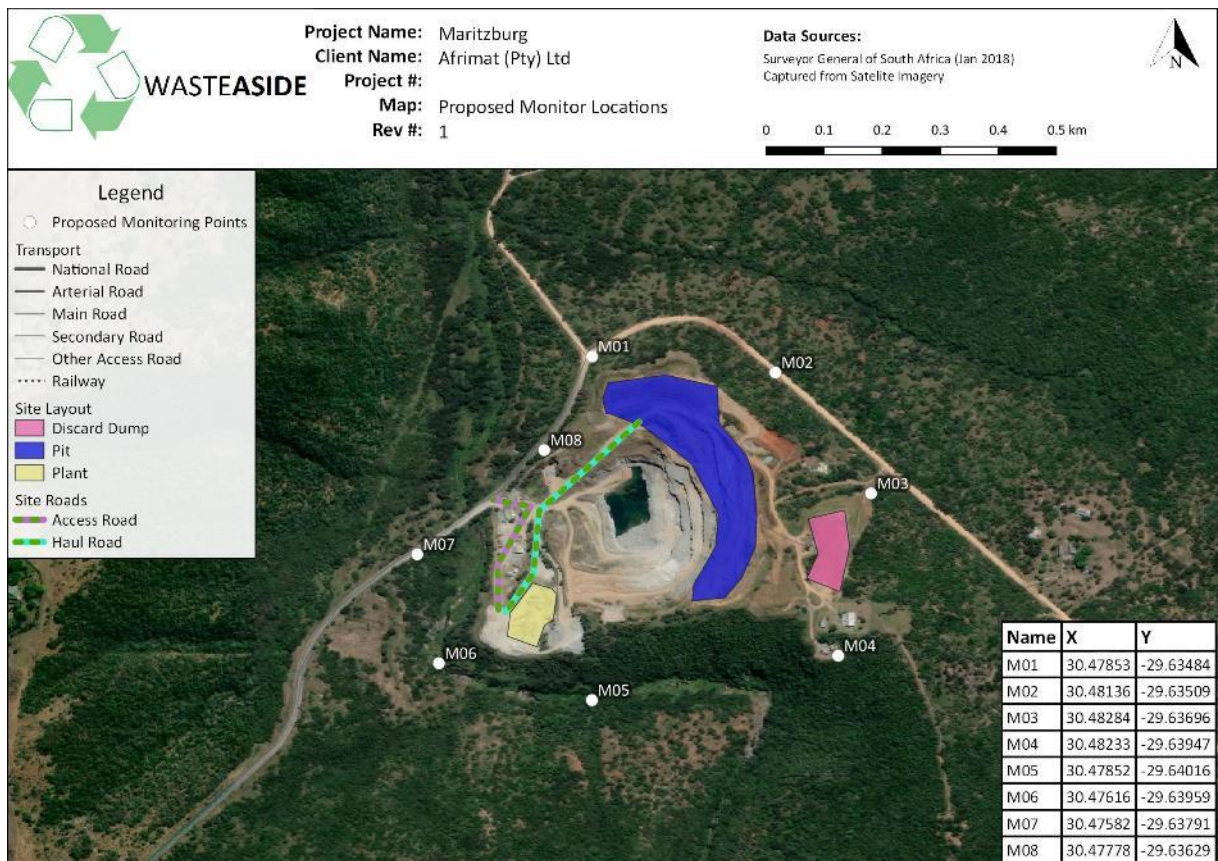 WASTEASIDE
Project Name: Maritzburg
Client Name: Afrimat (Pty) Ltd
Project #:
Map: Proposed Monitor Locations
Rev #: 1
Data Sources:
Surveyor General of South Africa (Jan 2018)
Captured from Satelite Imagery
N
0 0.1 0.2 0.3 0.4 0.5 km
Legend
Proposed Monitoring Points
Transport
National Road
Arterial Road
Main Road
Secondary Road
Other Access Road
Railway
Site Layout
Discard Dump
Pit
Plant
Site Roads
Access Road
Haul Road
M01
M02
M08
M03
M07
M06
M04
M05
Name X Y
M01 30.47853 -29.63484
M02 30.48136 -29.63509
M03 30.48284 -29.63696
M04 30.48233 -29.63947
M05 30.47852 -29.64016
M06 30.47616 -29.63959
M07 30.47582 -29.63791
M08 30.47778 -29.63629